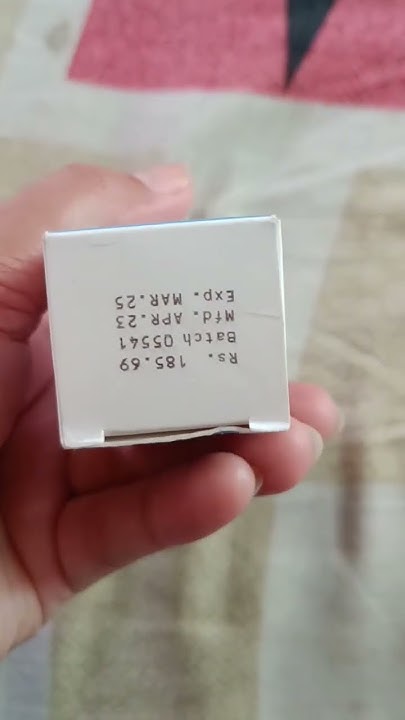 Rs. 185.69
Batch 05541
Mfd. APR.23
Exp. MAR.25